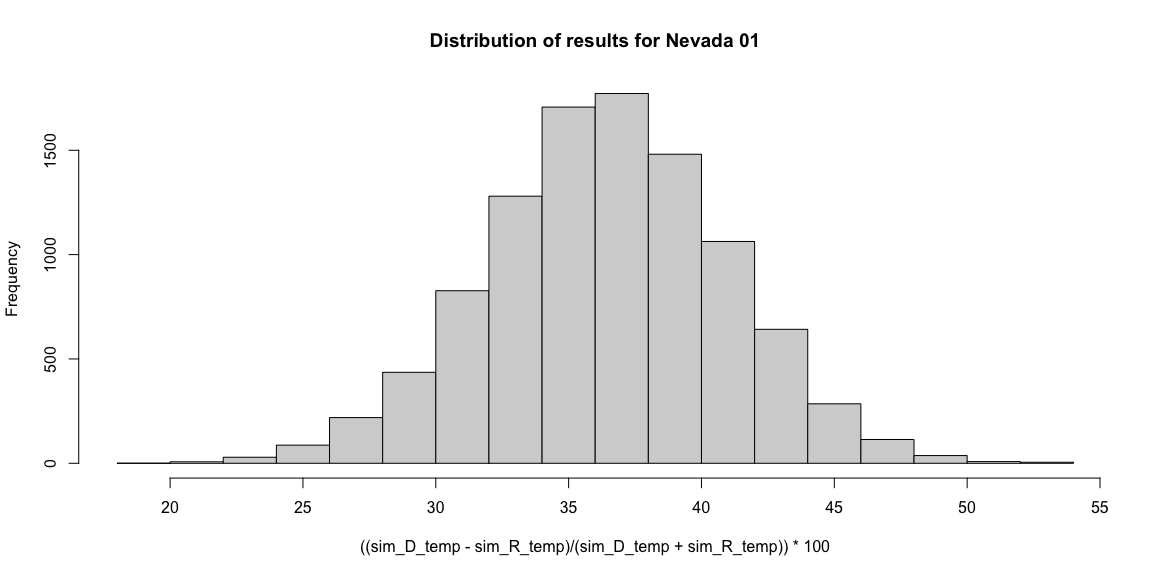 Distribution of results for Nevada 01
Frequency
1500
1000
500
0
20 25 30 35 40 45 50 55
((sim_D_temp - sim_R_temp)/(sim_D_temp + sim_R_temp)) * 100